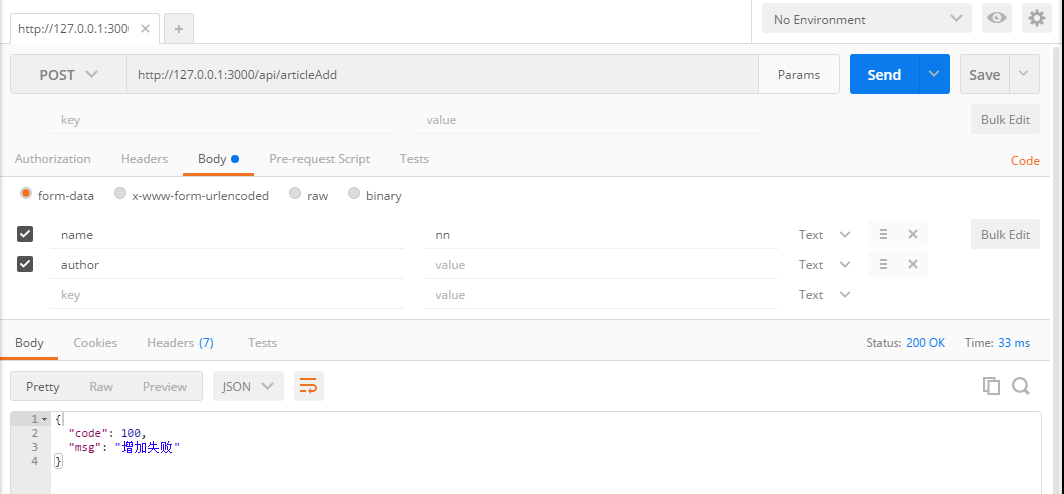 http://127.0.0.1:300
No Environment
POST
http://127.0.0.1:3000/api/articleAdd
Params
Send
Save
key value Bulk Edit
Authorization Headers Body Pre-request Script Tests Code
form-data x-www-form-urlencoded raw binary
name nn Text Bulk Edit
author value Text
key value Text
Body Cookies Headers (7) Tests Status: 200 OK Time: 33 ms
Pretty Raw Preview JSON
1 {
2 "code": 100,
3 "msg": "增加失败"
4 }